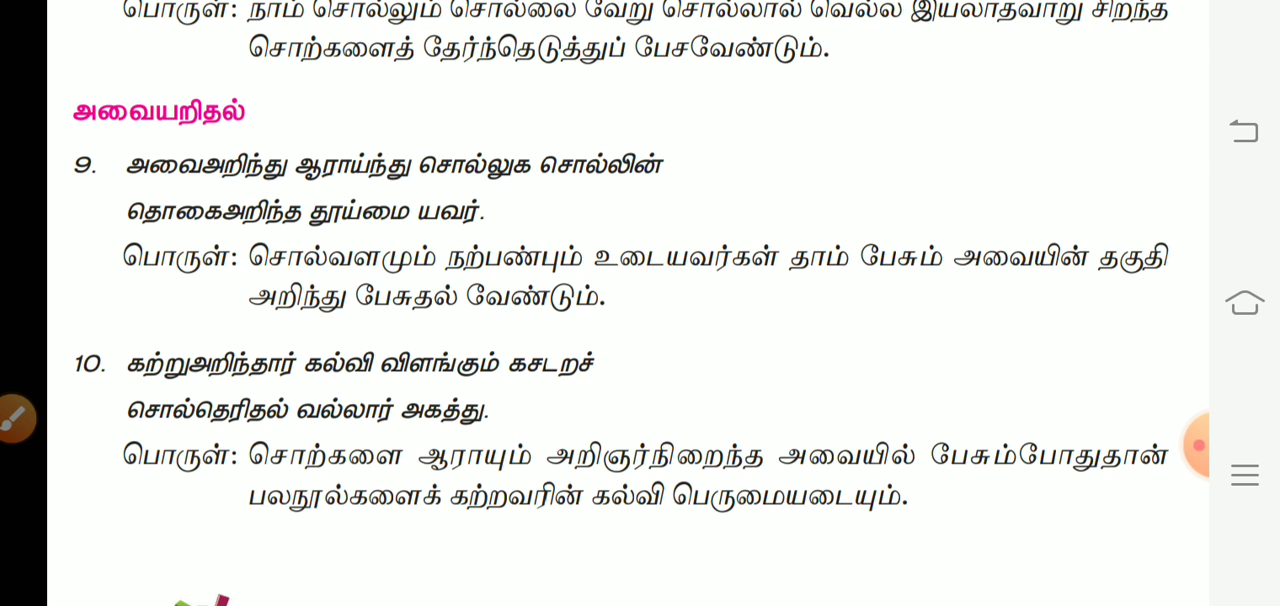 பொருள்: நாம் சொல்லும் சொல்லை வேறு சொல்லால் வெல்ல இயலாதவாறு சிறந்த
சொற்களைத் தேர்ந்தெடுத்துப் பேசவேண்டும்.
அவையறிதல்
9. அவைஅறிந்து ஆராய்ந்து சொல்லுக சொல்லின்
தொகைஅறிந்த தூய்மை யவர்.
பொருள்: சொல்வளமும் நற்பண்பும் உடையவர்கள் தாம் பேசும் அவையின் தகுதி
அறிந்து பேசுதல் வேண்டும்.
10. கற்றுஅறிந்தார் கல்வி விளங்கும் கசடறச்
சொல்தெரிதல் வல்லார் அகத்து.
பொருள்: சொற்களை ஆராயும் அறிஞர்நிறைந்த அவையில் பேசும்போதுதான்
பலநூல்களைக் கற்றவரின் கல்வி பெருமையடையும்.